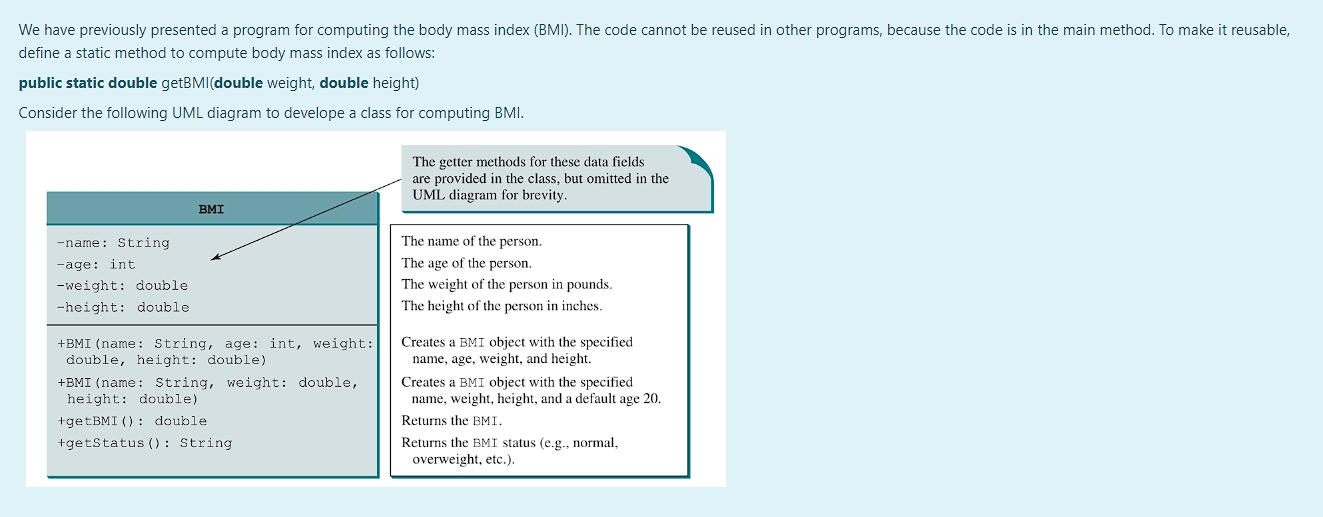 We have previously presented a program for computing the body mass index (BMI). The code cannot be reused in other programs, because the code is in the main method. To make it reusable,
define a static method to compute body mass index as follows:
public static double getBMI(double weight, double height)
Consider the following UML diagram to develope a class for computing BMI.
The getter methods for these data fields
are provided in the class, but omitted in the
UML diagram for brevity.
BMI
-name: String
-age: int
-weight: double
-height: double
The name of the person.
The age of the person.
The weight of the person in pounds.
The height of the person in inches.
+BMI(name: String, age: int, weight:
double, height: double)
+BMI(name: String, weight: double,
height: double)
+getBMI(): double
+getStatus(): String
Creates a BMI object with the specified
name, age, weight, and height.
Creates a BMI object with the specified
name, weight, height, and a default age 20.
Returns the BMI.
Returns the BMI status (e.g., normal,
overweight, etc.).